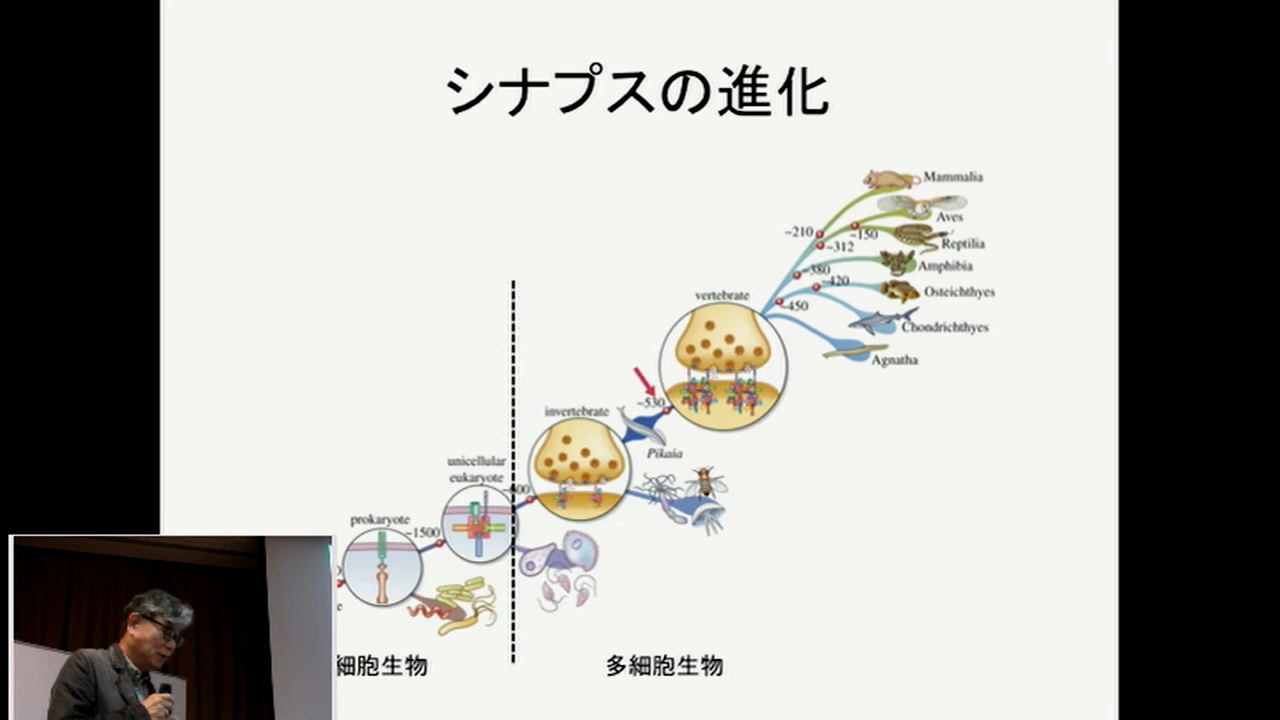 シナプスの進化
Mammalia
Aves
Reptilia
Amphibia
Osteichthyes
Chondrichthyes
Agnatha
~210
~150
~312
~380
~420
~450
vertebrate
~530
invertebrate
Pikaia
unicellular
eukaryote
prokaryote
~1500
細胞生物
多細胞生物